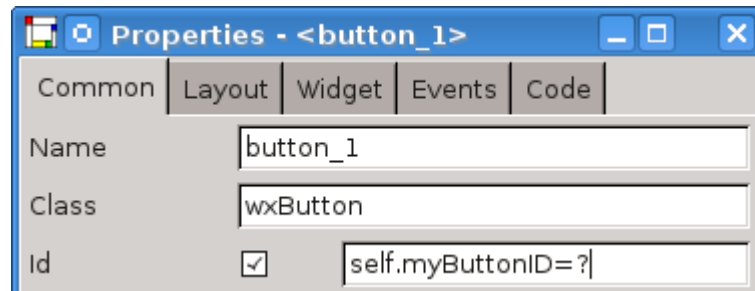 Properties - <button_1>
Common Layout Widget Events Code
Name button_1
Class wxButton
Id self.myButtonID=?